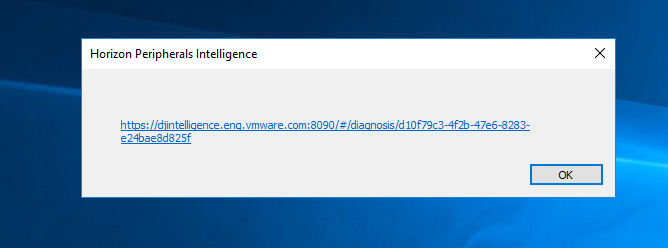 Horizon Peripherals Intelligence
https://djintelligence.eng.vmware.com:8090/#/diagnosis/d10f79c3-4f2b-47e6-8283-
e24bae8d825f
OK